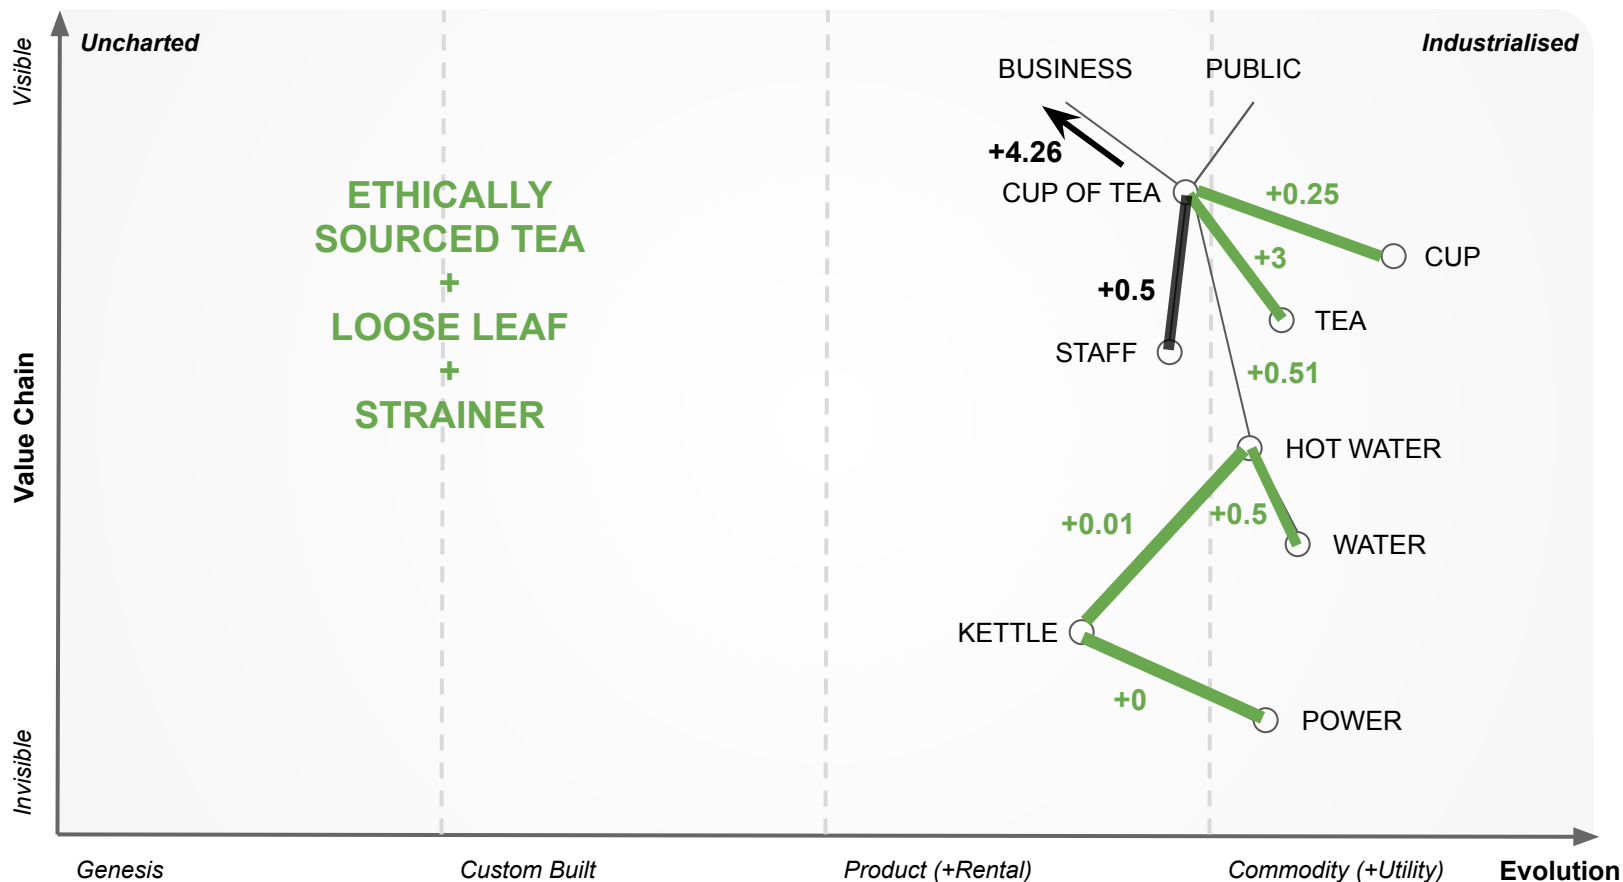 Visible
Uncharted
Industrialised
BUSINESS
PUBLIC
+4.26
CUP OF TEA
+0.25
ETHICALLY
SOURCED TEA
+
LOOSE LEAF
+
STRAINER
+3
CUP
+0.5
TEA
STAFF
+0.51
Value Chain
HOT WATER
+0.01
+0.5
WATER
KETTLE
+0
POWER
Invisible
Genesis
Custom Built
Product (+Rental)
Commodity (+Utility)
Evolution